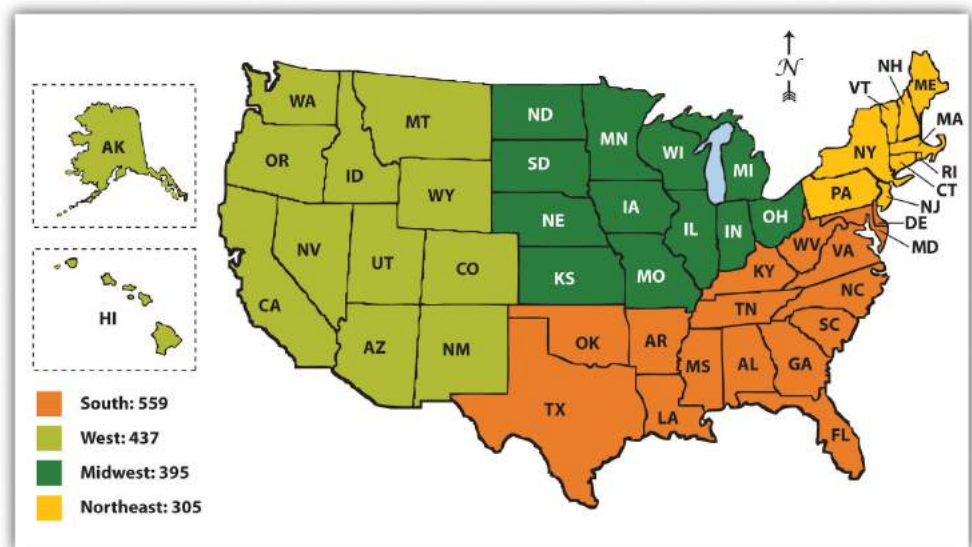 N
NH
ME
VT
WA
MT
ND
MN
MA
AK
OR
ID
SD
WI
MI
NY
RI
CT
WY
PA
NJ
NV
UT
CO
NE
IA
IL
IN
OH
DE
MD
WV
VA
CA
KS
MO
KY
HI
AZ
NM
OK
AR
TN
NC
SC
MS
AL
GA
TX
LA
FL
South: 559
West: 437
Midwest: 395
Northeast: 305